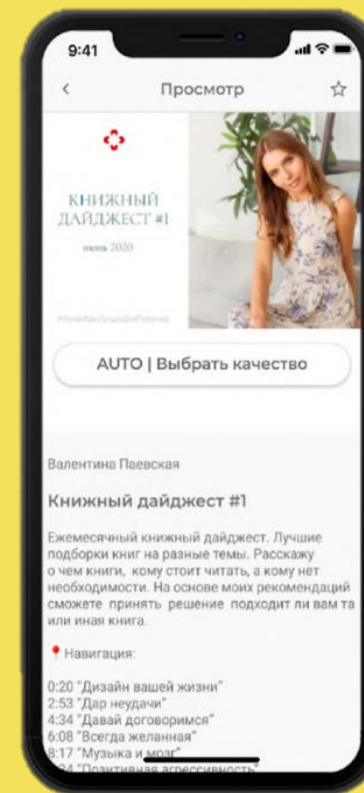 9:41
Просмотр
КНИЖНЫЙ
ДАЙДЖЕСТ #1
июнь 2020
AUTO | Выбрать качество
Валентина Паевская
Книжный дайджест #1
Ежемесячный книжный дайджест. Лучшие
подборки книг на разные темы. Расскажу
о чем книги, кому стоит читать, а кому нет
необходимости. На основе моих рекомендаций
сможете принять решение подходит ли вам та
или иная книга.
Навигация:
0:20 "Дизайн вашей жизни"
2:53 "Дар неудачи"
4:34 "Давай договоримся"
6:08 "Всегда желанная"
8:17 "Музыка и мозг"
"Позитивная агрессивность"